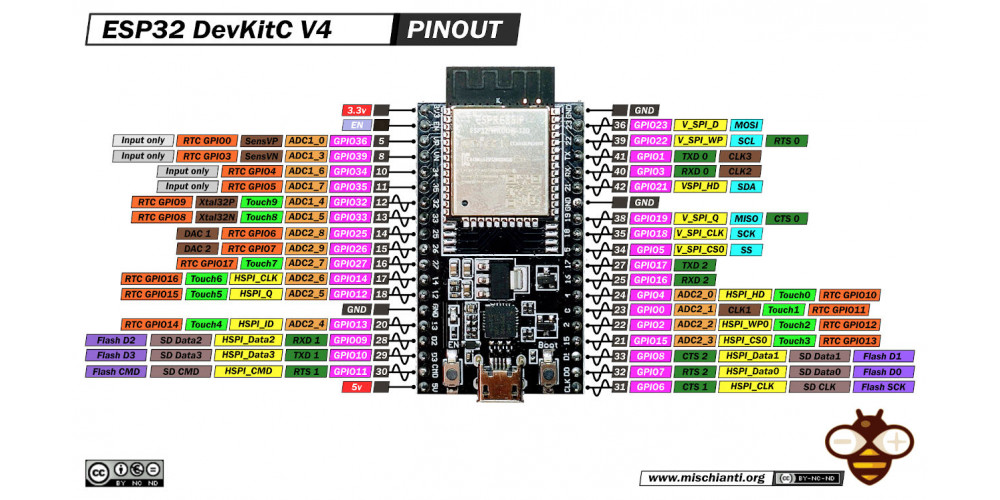 ESP32 DevKitC V4 PINOUT
3.3v
EN
Input only RTC GPIO0 SensVP ADC1_0 GPIO36 5
Input only RTC GPIO3 SensVN ADC1_3 GPIO39 8
Input only RTC GPIO4 ADC1_6 GPIO34 10
Input only RTC GPIO5 ADC1_7 GPIO35 11
RTC GPIO9 Xtal32P Touch9 ADC1_4 GPIO32 12
RTC GPIO8 Xtal32N Touch8 ADC1_5 GPIO33 13
DAC 1 RTC GPIO6 ADC2_8 GPIO25 14
DAC 2 RTC GPIO7 ADC2_9 GPIO26 15
RTC GPIO17 Touch7 ADC2_7 GPIO27 16
RTC GPIO16 Touch6 HSPI_CLK ADC2_6 GPIO14 17
RTC GPIO15 Touch5 HSPI_Q ADC2_5 GPIO12 18
GND
RTC GPIO14 Touch4 HSPI_ID ADC2_4 GPIO13 20
Flash D2 SD Data2 HSPI_Data2 RXD 1 GPIO09 28
Flash D3 SD Data3 HSPI_Data3 TXD 1 GPIO10 29
Flash CMD SD CMD HSPI_CMD RTS 1 GPIO11 30
5v
GND
36 GPIO23 V_SPI_D MOSI
39 GPIO22 V_SPI_WP SCL RTS 0
41 GPIO1 TXD 0 CLK3
40 GPIO3 RXD 0 CLK2
42 GPIO21 VSPI_HD SDA
GND
38 GPIO19 V_SPI_Q MISO CTS 0
35 GPIO18 V_SPI_CLK SCK
34 GPIO5 V_SPI_CS0 SS
27 GPIO17 TXD 2
25 GPIO16 RXD 2
24 GPIO4 ADC2_0 HSPI_HD Touch0 RTC GPIO10
23 GPIO0 ADC2_1 CLK1 Touch1 RTC GPIO11
22 GPIO2 ADC2_2 HSPI_WP0 Touch2 RTC GPIO12
21 GPIO15 ADC2_3 HSPI_CS0 Touch3 RTC GPIO13
33 GPIO8 CTS 2 HSPI_Data1 SD Data1 Flash D1
32 GPIO7 RTS 2 HSPI_Data0 SD Data0 Flash D0
31 GPIO6 CTS 1 HSPI_CLK SD CLK Flash SCK
Boot
cc BY NC ND
www.mischianti.org cc BY-NC-ND